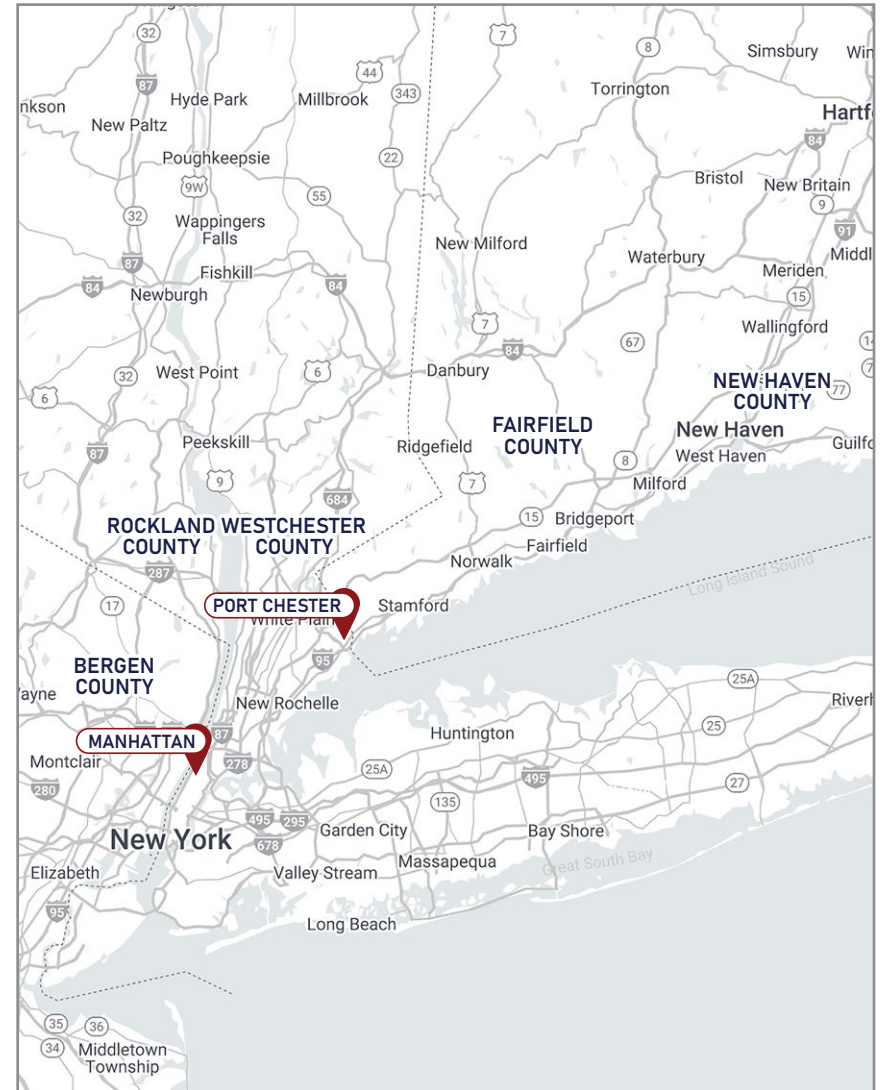 32
7
8
Simsbury
44
87
Hyde Park
Millbrook
343
Torrington
nkson
New Paltz
Hartf
84
22
Poughkeepsie
9W
55
Bristol
New Britain
9
32
Wappingers
Falls
91
New Milford
Middl
87
Fishkill
Waterbury
Meriden
84
Newburgh
84
15
7
Wallingford
67
84
32
West Point
6
Danbury
NEW HAVEN
COUNTY
77
6
FAIRFIELD
COUNTY
New Haven
Peekskill
Ridgefield
West Haven
Guilfo
87
8
9
7
Milford
684
ROCKLAND
COUNTY
WESTCHESTER
COUNTY
15
Bridgeport
Fairfield
Norwalk
287
Long Island Sound
17
PORT CHESTER
Stamford
White Plain
95
BERGEN
COUNTY
25A
ayne
New Rochelle
Riverh
25
87
Huntington
MANHATTAN
Montclair
278
25A
495
27
280
135
495
295
New York
Garden City
Bay Shore
678
Massapequa
Great South Bay
Elizabeth
Valley Stream
95
Long Beach
35
36
34
Middletown
Township